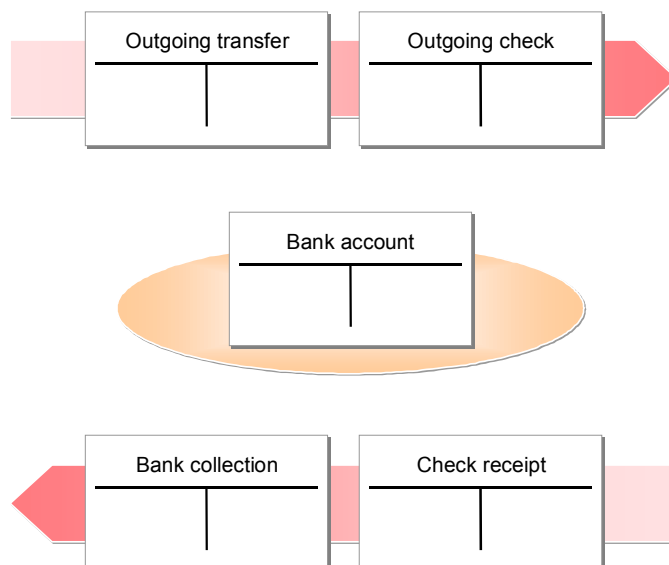 Outgoing transfer
Outgoing check
Bank account
Bank collection
Check receipt